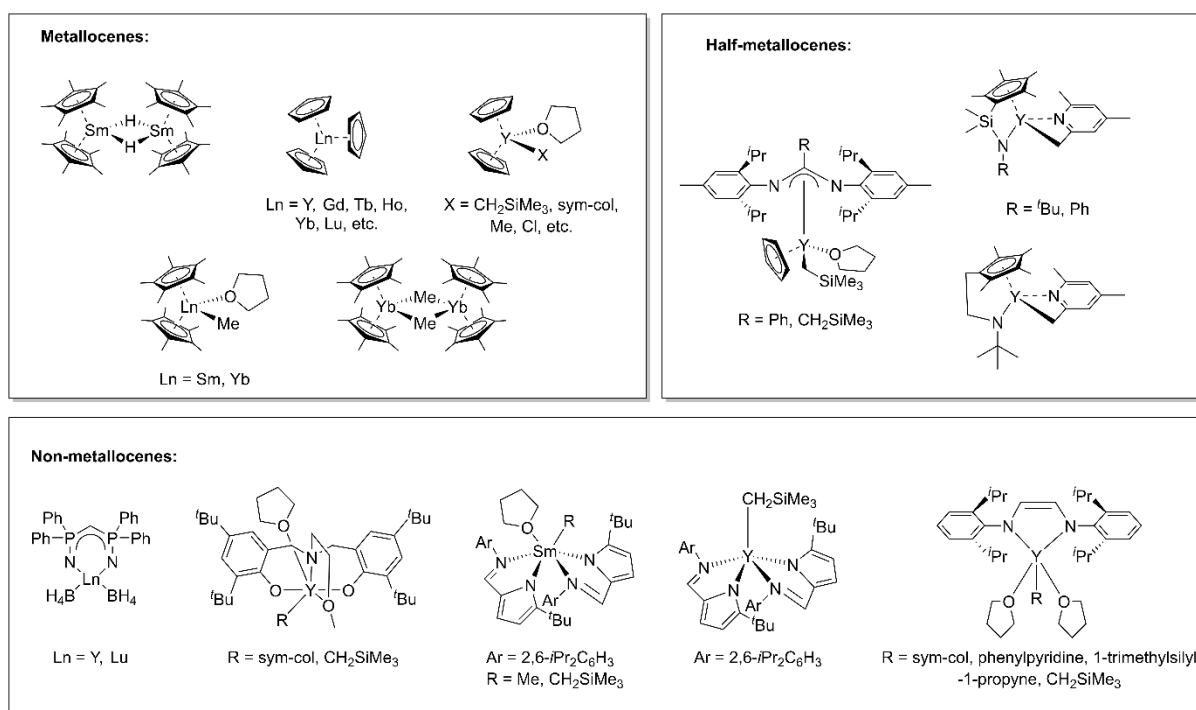 Metallocenes:
Sm
H
H
Sm
Ln
Ln = Y, Gd, Tb, Ho,
Yb, Lu, etc.
Y
O
X
X = CH2SiMe3, sym-col,
Me, Cl, etc.
Ln
O
Me
Ln = Sm, Yb
Yb
Me
Me
Yb
Half-metallocenes:
R
iPr
iPr
N
N
iPr
iPr
Y
O
SiMe3
R = Ph, CH2SiMe3
Si
Y
N
N
R
R = tBu, Ph
Y
N
N
Non-metallocenes:
Ph
Ph
Ph
P
P
Ph
N
N
Ln
H4B
BH4
Ln = Y, Lu
tBu
O
tBu
N
O
Y
O
tBu
tBu
R
O
R = sym-col, CH2SiMe3
O
R
tBu
Ar
N
Sm
N
N
N
Ar
tBu
Ar = 2,6-iPr2C6H3
R = Me, CH2SiMe3
CH2SiMe3
tBu
Ar
N
Y
N
N
N
Ar
tBu
Ar = 2,6-iPr2C6H3
iPr
iPr
N
N
iPr
Y
iPr
O
R
O
R = sym-col, phenylpyridine, 1-trimethylsilyl
-1-propyne, CH2SiMe3